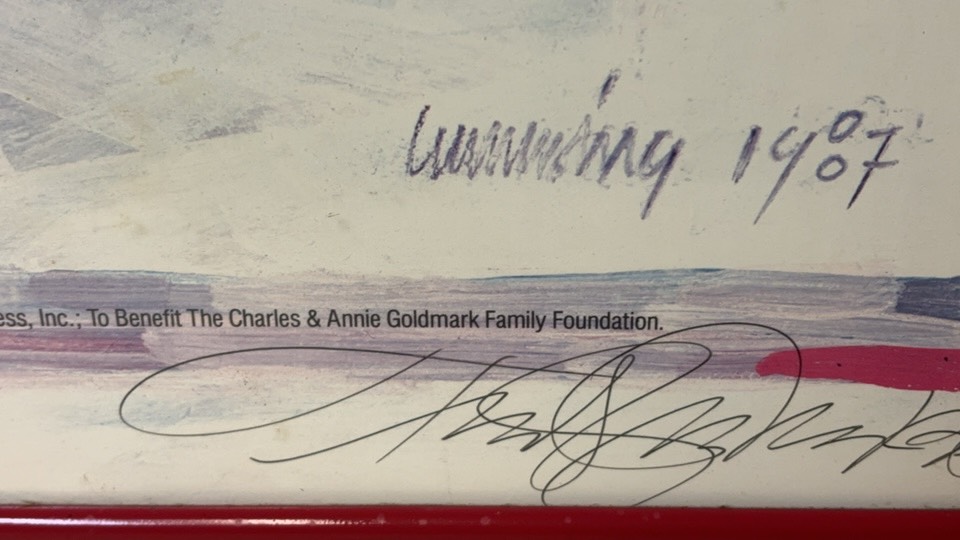 Cumming 1987
ess, Inc.; To Benefit The Charles & Annie Goldmark Family Foundation.